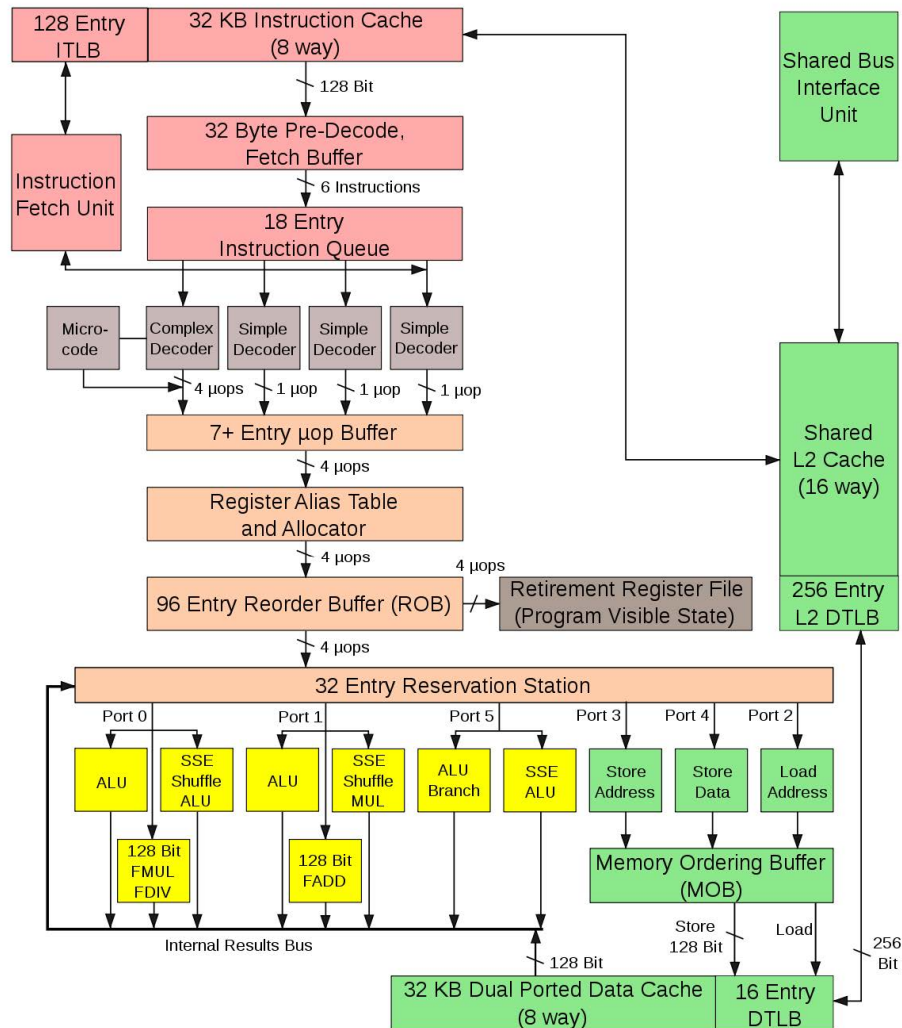 128 Entry
ITLB
32 KB Instruction Cache
(8 way)
128 Bit
32 Byte Pre-Decode,
Fetch Buffer
Instruction
Fetch Unit
6 Instructions
18 Entry
Instruction Queue
Micro-
code
Complex
Decoder
Simple
Decoder
Simple
Decoder
Simple
Decoder
4 µops
1 µop
1 µop
1 µop
7+ Entry µop Buffer
4 µops
Register Alias Table
and Allocator
4 µops
96 Entry Reorder Buffer (ROB)
4 µops
Retirement Register File
(Program Visible State)
4 µops
32 Entry Reservation Station
Shared Bus
Interface
Unit
Shared
L2 Cache
(16 way)
256 Entry
L2 DTLB
Port 0
Port 1
Port 5
Port 3
Port 4
Port 2
ALU
SSE
Shuffle
ALU
ALU
SSE
Shuffle
MUL
ALU
Branch
SSE
ALU
Store
Address
Store
Data
Load
Address
128 Bit
FMUL
FDIV
128 Bit
FADD
Memory Ordering Buffer
(MOB)
Internal Results Bus
Store
128 Bit
Load
256
Bit
128 Bit
32 KB Dual Ported Data Cache
(8 way)
16 Entry
DTLB